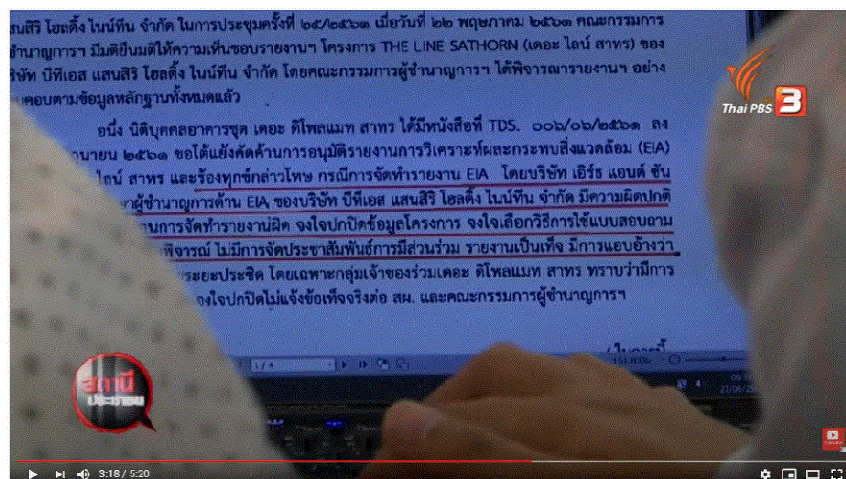 แสนสิริ โฮลดิ้ง ไนน์ทีน จำกัด ในการประชุมครั้งที่ ๒๙/๒๕๖๑ เมื่อวันที่ ๒๒ พฤษภาคม ๒๕๖๑ คณะกรรมการ
ชำนาญการฯ มีมติยืนมติให้ความเห็นชอบรายงานฯ โครงการ THE LINE SATHORN (เดอะ ไลน์ สาทร) ของ
ริษัท บีทีเอส แสนสิริ โฮลดิ้ง ไนน์ทีน จำกัด โดยคณะกรรมการผู้ชำนาญการฯ ได้พิจารณารายงานฯ อย่าง
บคอบตามข้อมูลหลักฐานทั้งหมดแล้ว
Thai PBS 3
อนึ่ง นิติบุคคลอาคารชุด เดอะ ดิโพลแมท สาทร ได้มีหนังสือที่ TDS. ๐๐๖/๐๖/๒๕๖๑ ลง
นายน ๒๕๖๑ ขอโต้แย้งคัดค้านการอนุมัติรายงานการวิเคราะห์ผลกระทบสิ่งแวดล้อม (EIA)
ไลน์ สาทร และร้องทุกข์กล่าวโทษ กรณีการจัดทำรายงาน EIA โดยบริษัท เอิร์ธ แอนด์ ซัน
ผู้ชำนาญการด้าน EIA ของบริษัท บีทีเอส แสนสิริ โฮลดิ้ง ไนน์ทีน จำกัด มีความผิดปกติ
นการจัดทำรายงานผิด จงใจปกปิดข้อมูลโครงการ จงใจเลือกวิธีการใช้แบบสอบถาม
พิจารณ์ ไม่มีการจัดประชาสัมพันธ์การมีส่วนร่วม รายงานเป็นเท็จ มีการแอบอ้างว่า
ระยะประชิด โดยเฉพาะกลุ่มเจ้าของร่วมเดอะ ดิโพลแมท สาทร ทราบว่ามีการ
จงใจปกปิดไม่แจ้งข้อเท็จจริงต่อ สผ. และคณะกรรมการผู้ชำนาญการฯ
/ ในการนี้
1 / 4
สถานี
ประชาชน
3:18 / 5:20